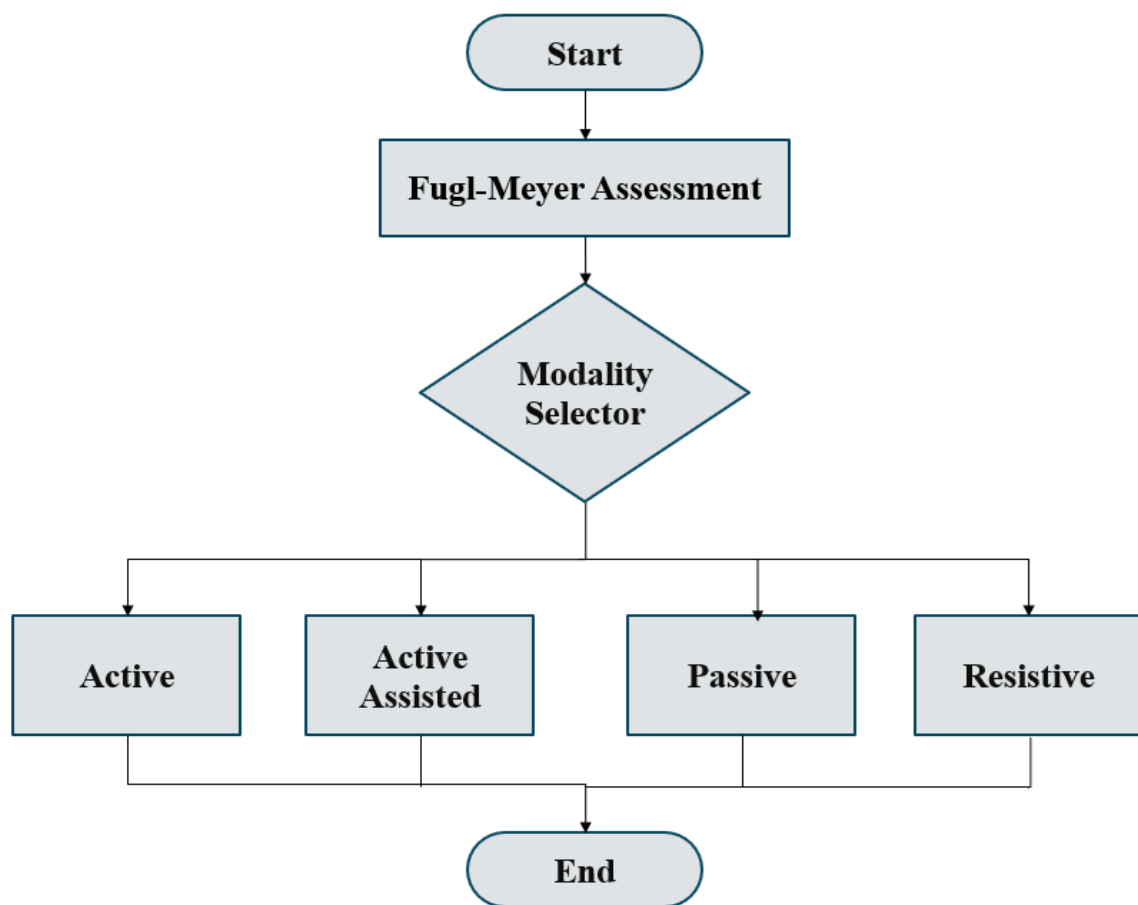 Start
Fugl-Meyer Assessment
Modality
Selector
Active
Active
Assisted
Passive
Resistive
End